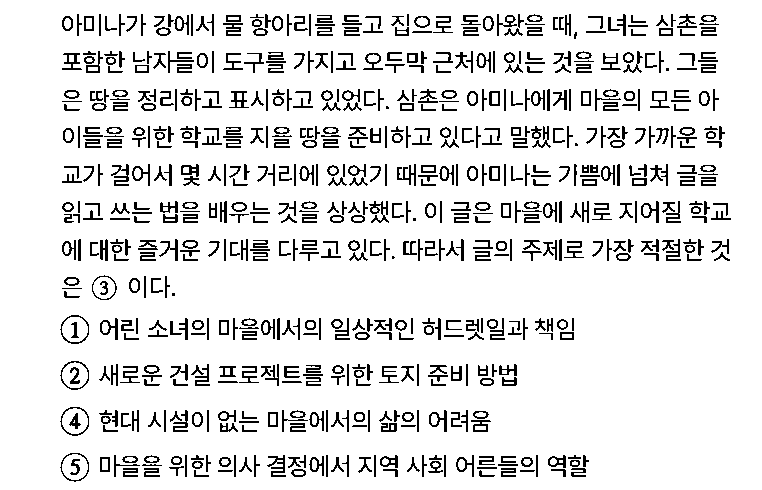 아미나가 강에서 물 항아리를 들고 집으로 돌아왔을 때, 그녀는 삼촌을
포함한 남자들이 도구를 가지고 오두막 근처에 있는 것을 보았다. 그들
은 땅을 정리하고 표시하고 있었다. 삼촌은 아미나에게 마을의 모든 아
이들을 위한 학교를 지을 땅을 준비하고 있다고 말했다. 가장 가까운 학
교가 걸어서 몇 시간 거리에 있었기 때문에 아미나는 기쁨에 넘쳐 글을
읽고 쓰는 법을 배우는 것을 상상했다. 이 글은 마을에 새로 지어질 학교
에 대한 즐거운 기대를 다루고 있다. 따라서 글의 주제로 가장 적절한 것
은 ③ 이다.
① 어린 소녀의 마을에서의 일상적인 허드렛일과 책임
② 새로운 건설 프로젝트를 위한 토지 준비 방법
④ 현대 시설이 없는 마을에서의 삶의 어려움
⑤ 마을을 위한 의사 결정에서 지역 사회 어른들의 역할